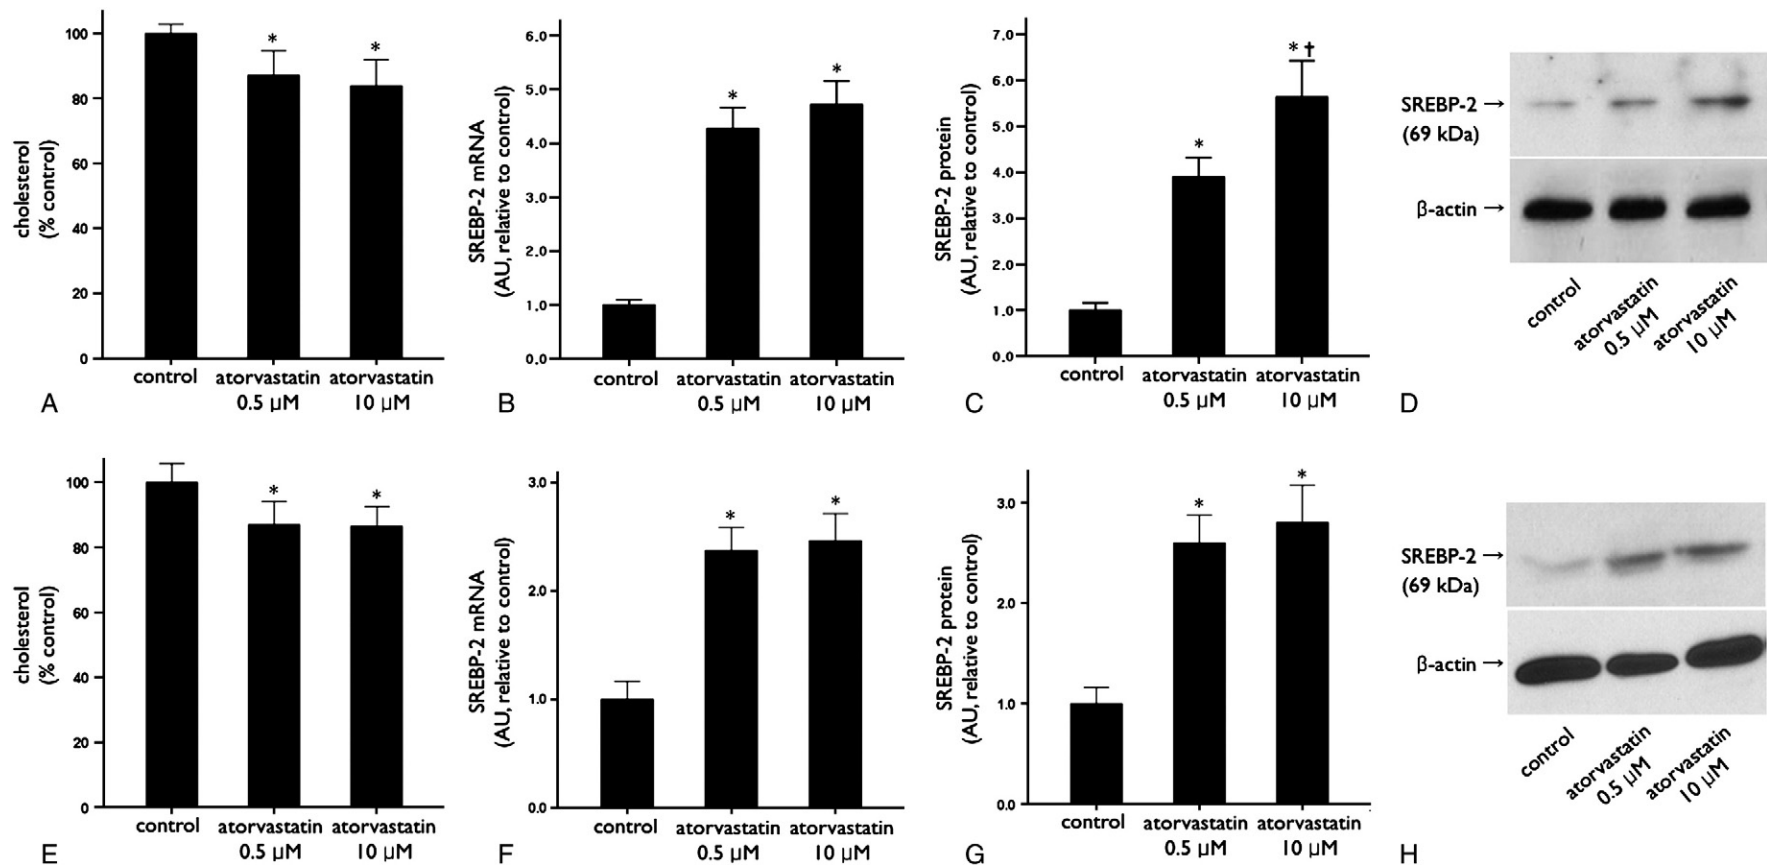 100
80
60
40
20
0
cholesterol
(% control)
*
*
control
atorvastatin
0.5 µM
atorvastatin
10 µM
A
6.0
5.0
4.0
3.0
2.0
1.0
0.0
SREBP-2 mRNA
(AU, relative to control)
*
*
control
atorvastatin
0.5 µM
atorvastatin
10 µM
B
7.0
6.0
5.0
4.0
3.0
2.0
1.0
0.0
SREBP-2 protein
(AU, relative to control)
*
* †
control
atorvastatin
0.5 µM
atorvastatin
10 µM
C
SREBP-2 →
(69 kDa)
β-actin →
control
atorvastatin
0.5 µM
atorvastatin
10 µM
D
100
80
60
40
20
0
cholesterol
(% control)
*
*
control
atorvastatin
0.5 µM
atorvastatin
10 µM
E
3.0
2.0
1.0
0.0
SREBP-2 mRNA
(AU, relative to control)
*
*
control
atorvastatin
0.5 µM
atorvastatin
10 µM
F
3.0
2.0
1.0
0.0
SREBP-2 protein
(AU, relative to control)
*
*
control
atorvastatin
0.5 µM
atorvastatin
10 µM
G
SREBP-2 →
(69 kDa)
β-actin →
control
atorvastatin
0.5 µM
atorvastatin
10 µM
H